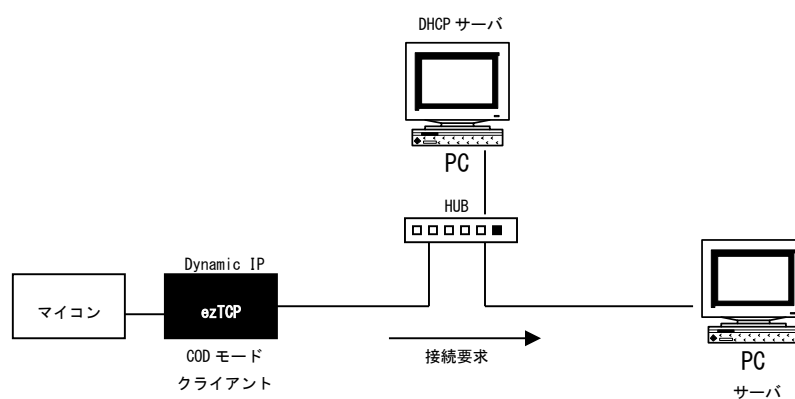 DHCP サーバ
PC
HUB
Dynamic IP
マイコン
ezTCP
COD モード
クライアント
接続要求
PC
サーバ